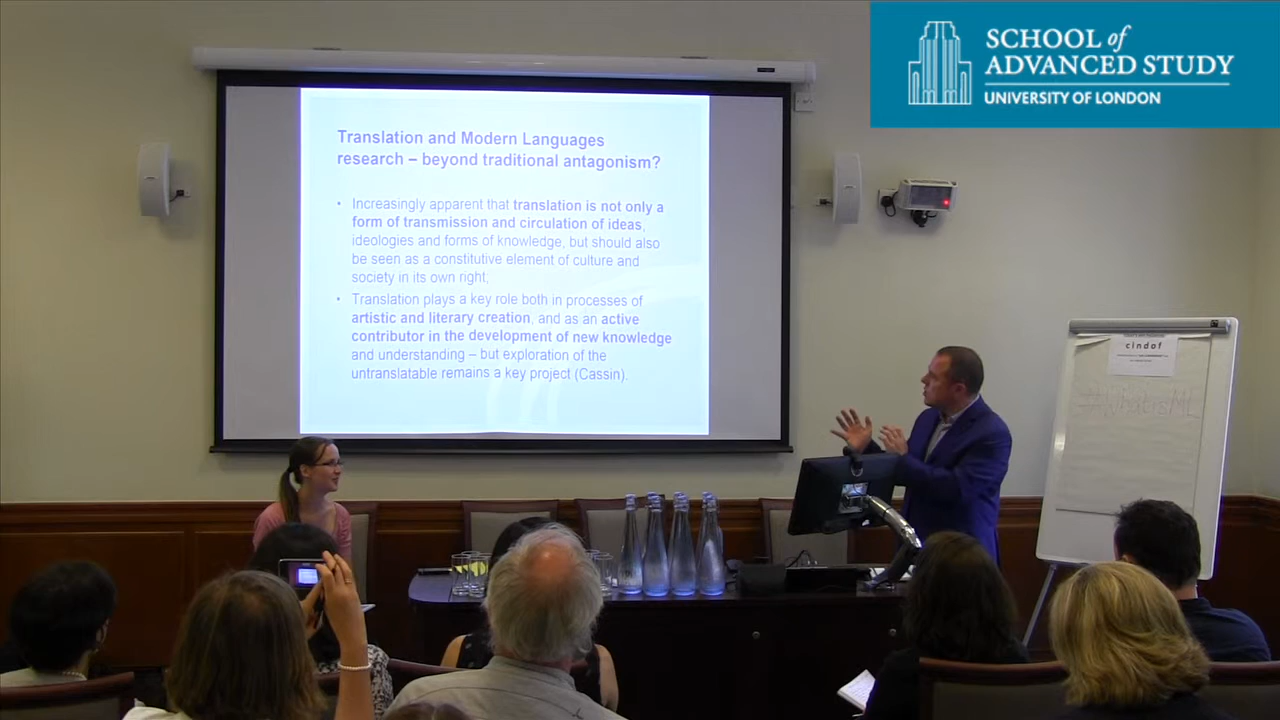 SCHOOL of
ADVANCED STUDY
UNIVERSITY OF LONDON
Translation and Modern Languages
research – beyond traditional antagonism?
• Increasingly apparent that translation is not only a
form of transmission and circulation of ideas,
ideologies and forms of knowledge, but should also
be seen as a constitutive element of culture and
society in its own right;
• Translation plays a key role both in processes of
artistic and literary creation, and as an active
contributor in the development of new knowledge
and understanding – but exploration of the
untranslatable remains a key project (Cassin).
cindof
#WhatisML